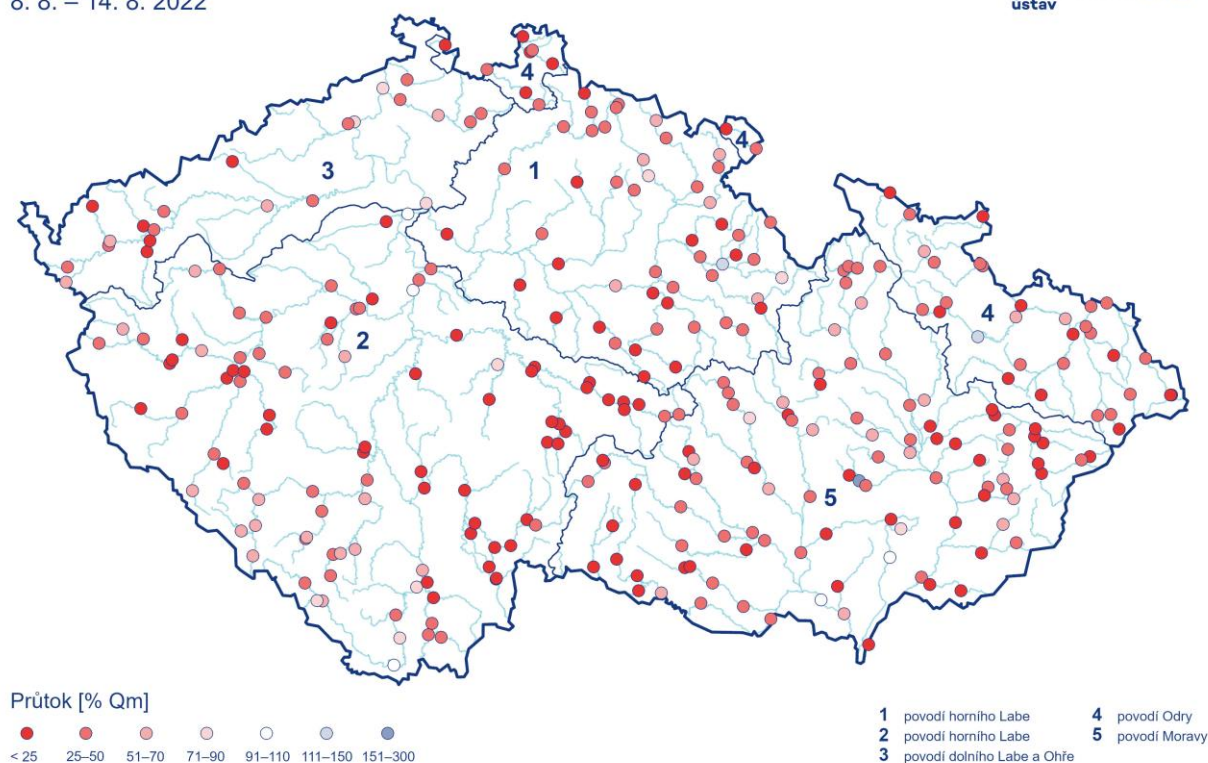 8. 8. – 14. 8. 2022
ústav
4
4
3
1
2
4
5
Průtok [% Qm]
< 25
25–50
51–70
71–90
91–110
111–150
151–300
1 povodí horního Labe
2 povodí horního Labe
3 povodí dolního Labe a Ohře
4 povodí Odry
5 povodí Moravy